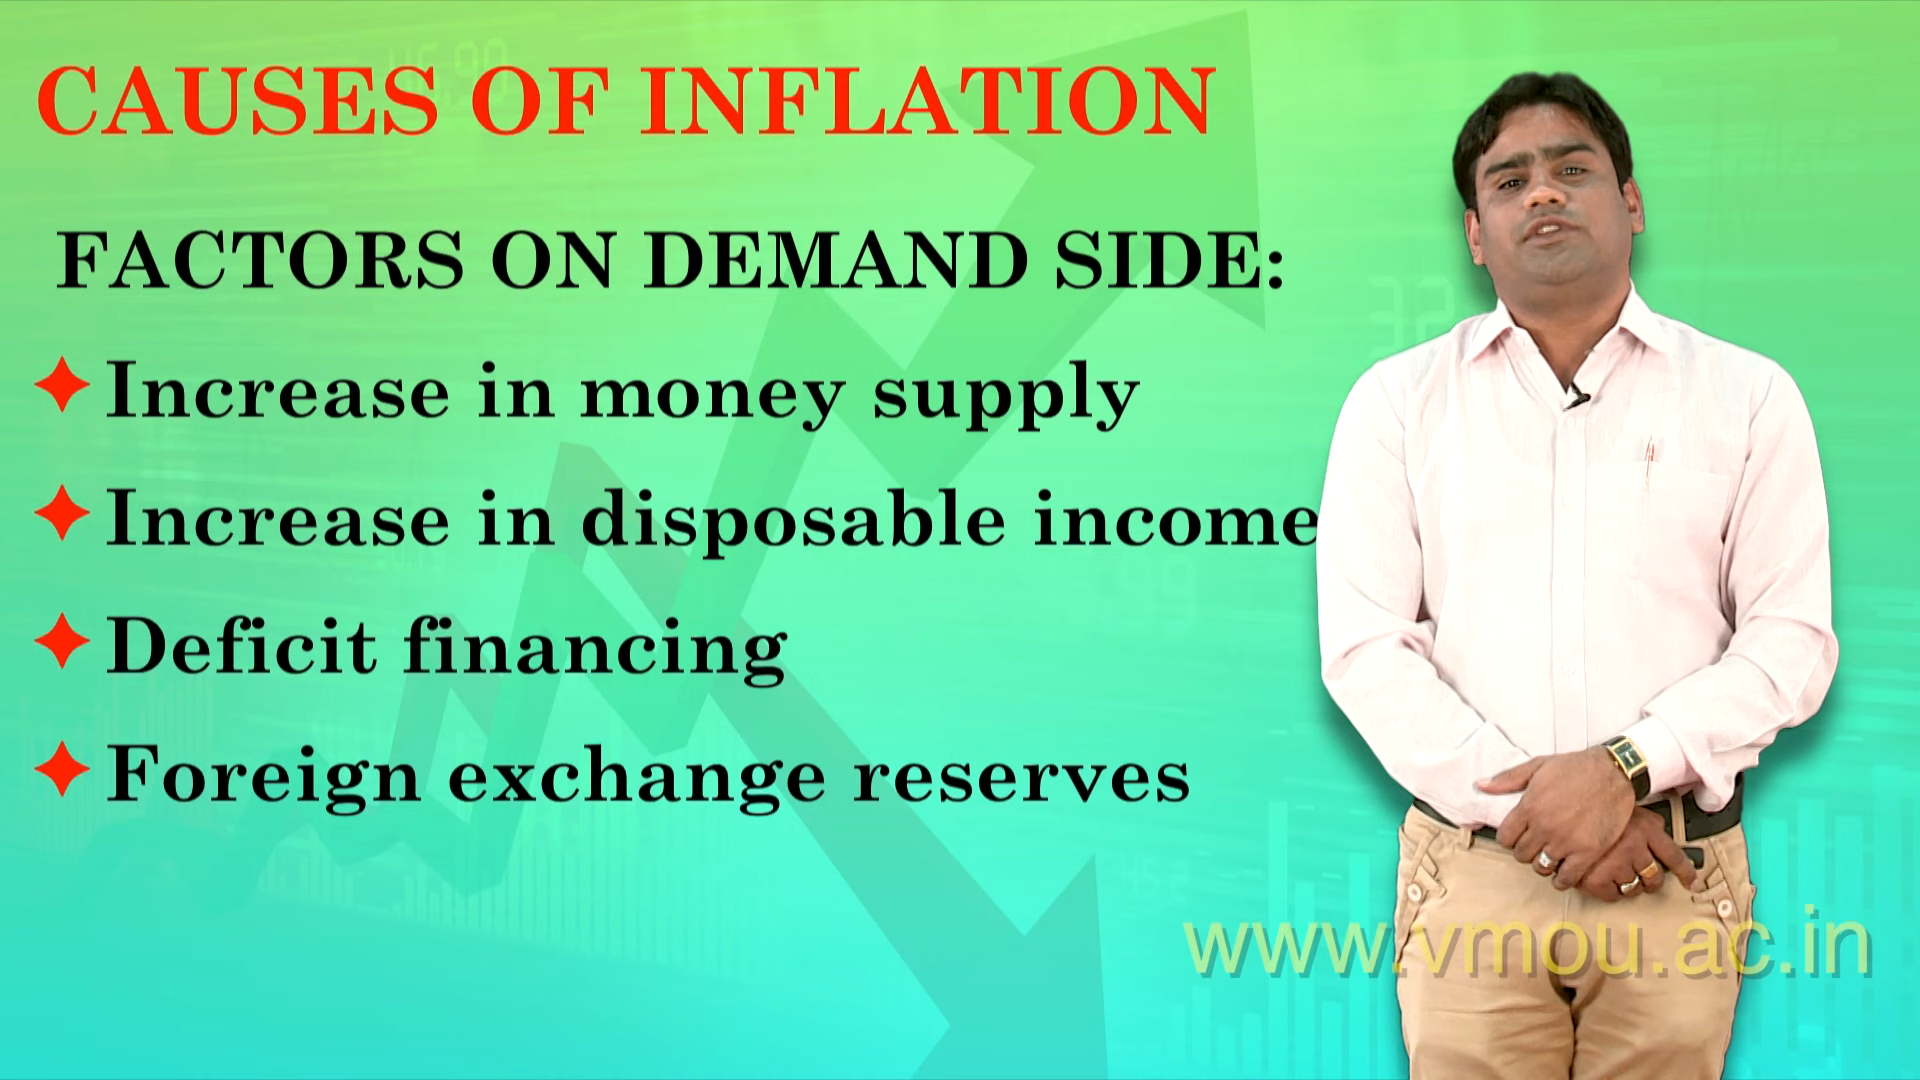 CAUSES OF INFLATION
FACTORS ON DEMAND SIDE:
Increase in money supply
Increase in disposable income
Deficit financing
Foreign exchange reserves
www.vmou.ac.in